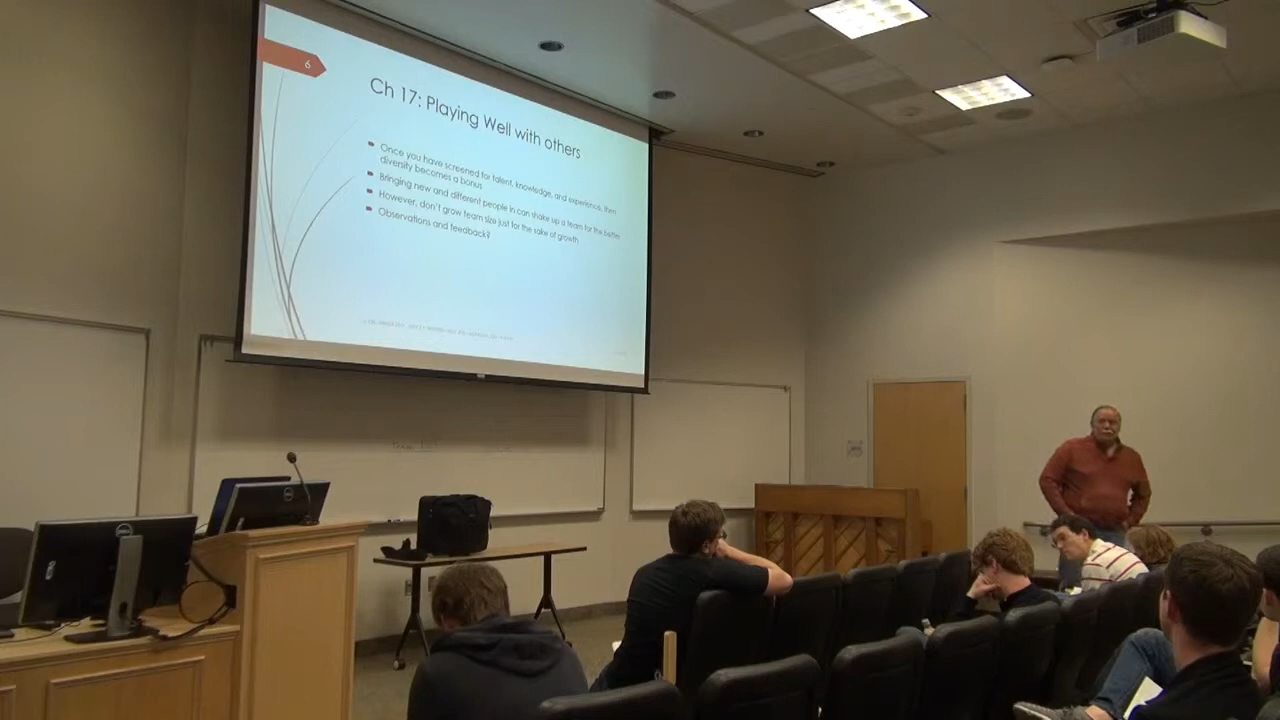 6
Ch 17: Playing Well with others
Once you have screened for talent, knowledge, and experience, then
diversity becomes a bonus
Bringing new and different people in can shake up a team for the better
However, don't grow team size just for the sake of growth
Observations and feedback?
DELL
DELL